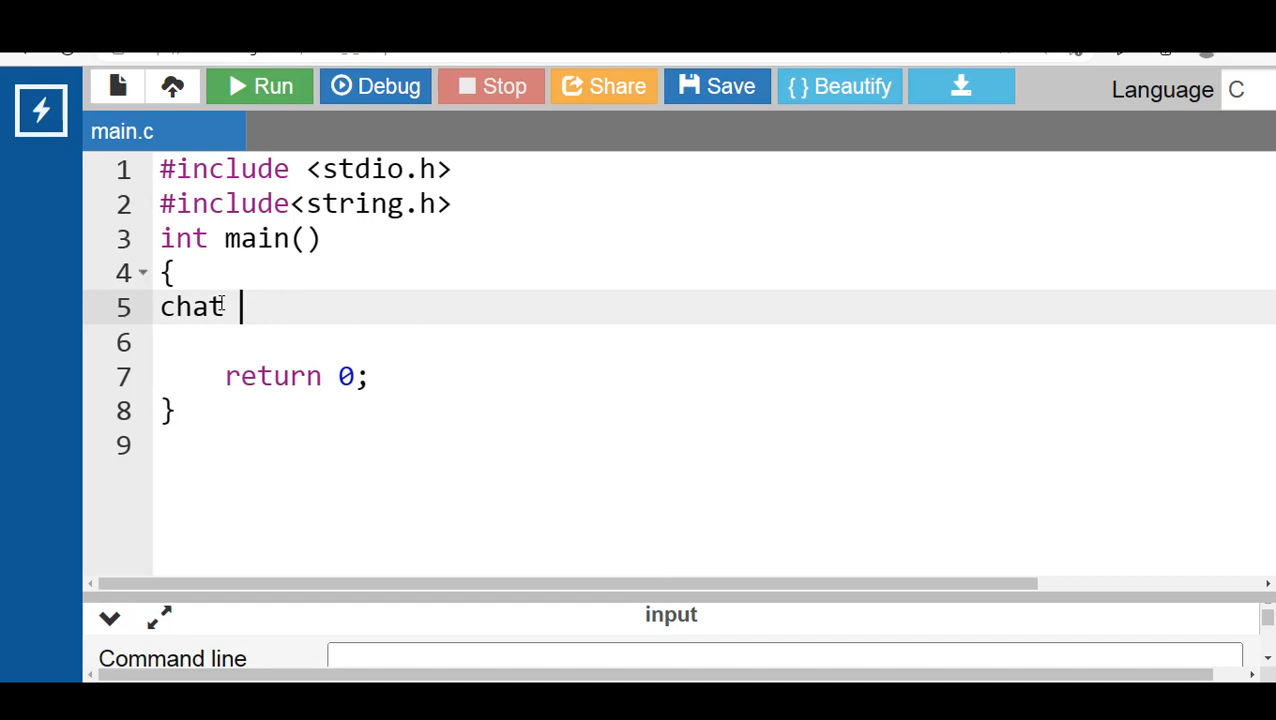 Run Debug Stop Share Save { } Beautify Language C
main.c
1 #include <stdio.h>
2 #include<string.h>
3 int main()
4 {
5 chat
6
7 return 0;
8 }
9
input
Command line